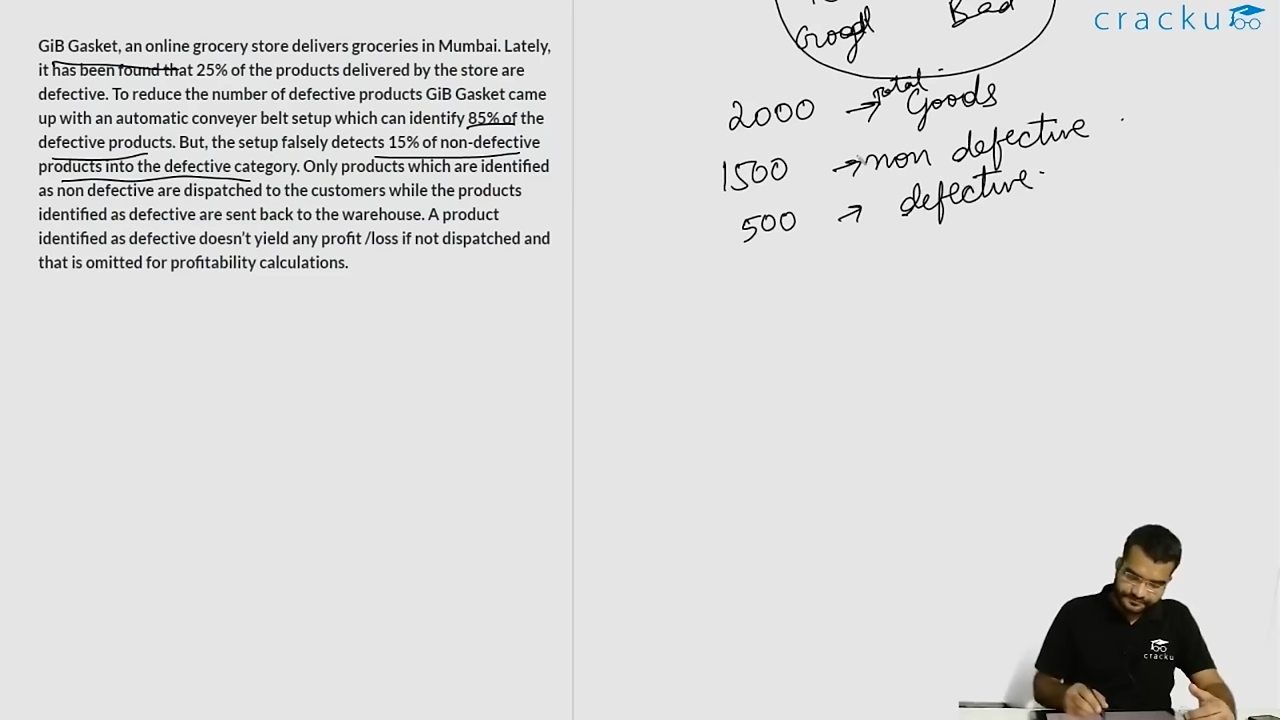 GiB Gasket, an online grocery store delivers groceries in Mumbai. Lately,
it has been found that 25% of the products delivered by the store are
defective. To reduce the number of defective products GiB Gasket came
up with an automatic conveyer belt setup which can identify 85% of the
defective products. But, the setup falsely detects 15% of non-defective
products into the defective category. Only products which are identified
as non defective are dispatched to the customers while the products
identified as defective are sent back to the warehouse. A product
identified as defective doesn't yield any profit /loss if not dispatched and
that is omitted for profitability calculations.
Good Bad
cracku
Total
2000 → Goods
1500 → non defective
500 → defective.
cracku